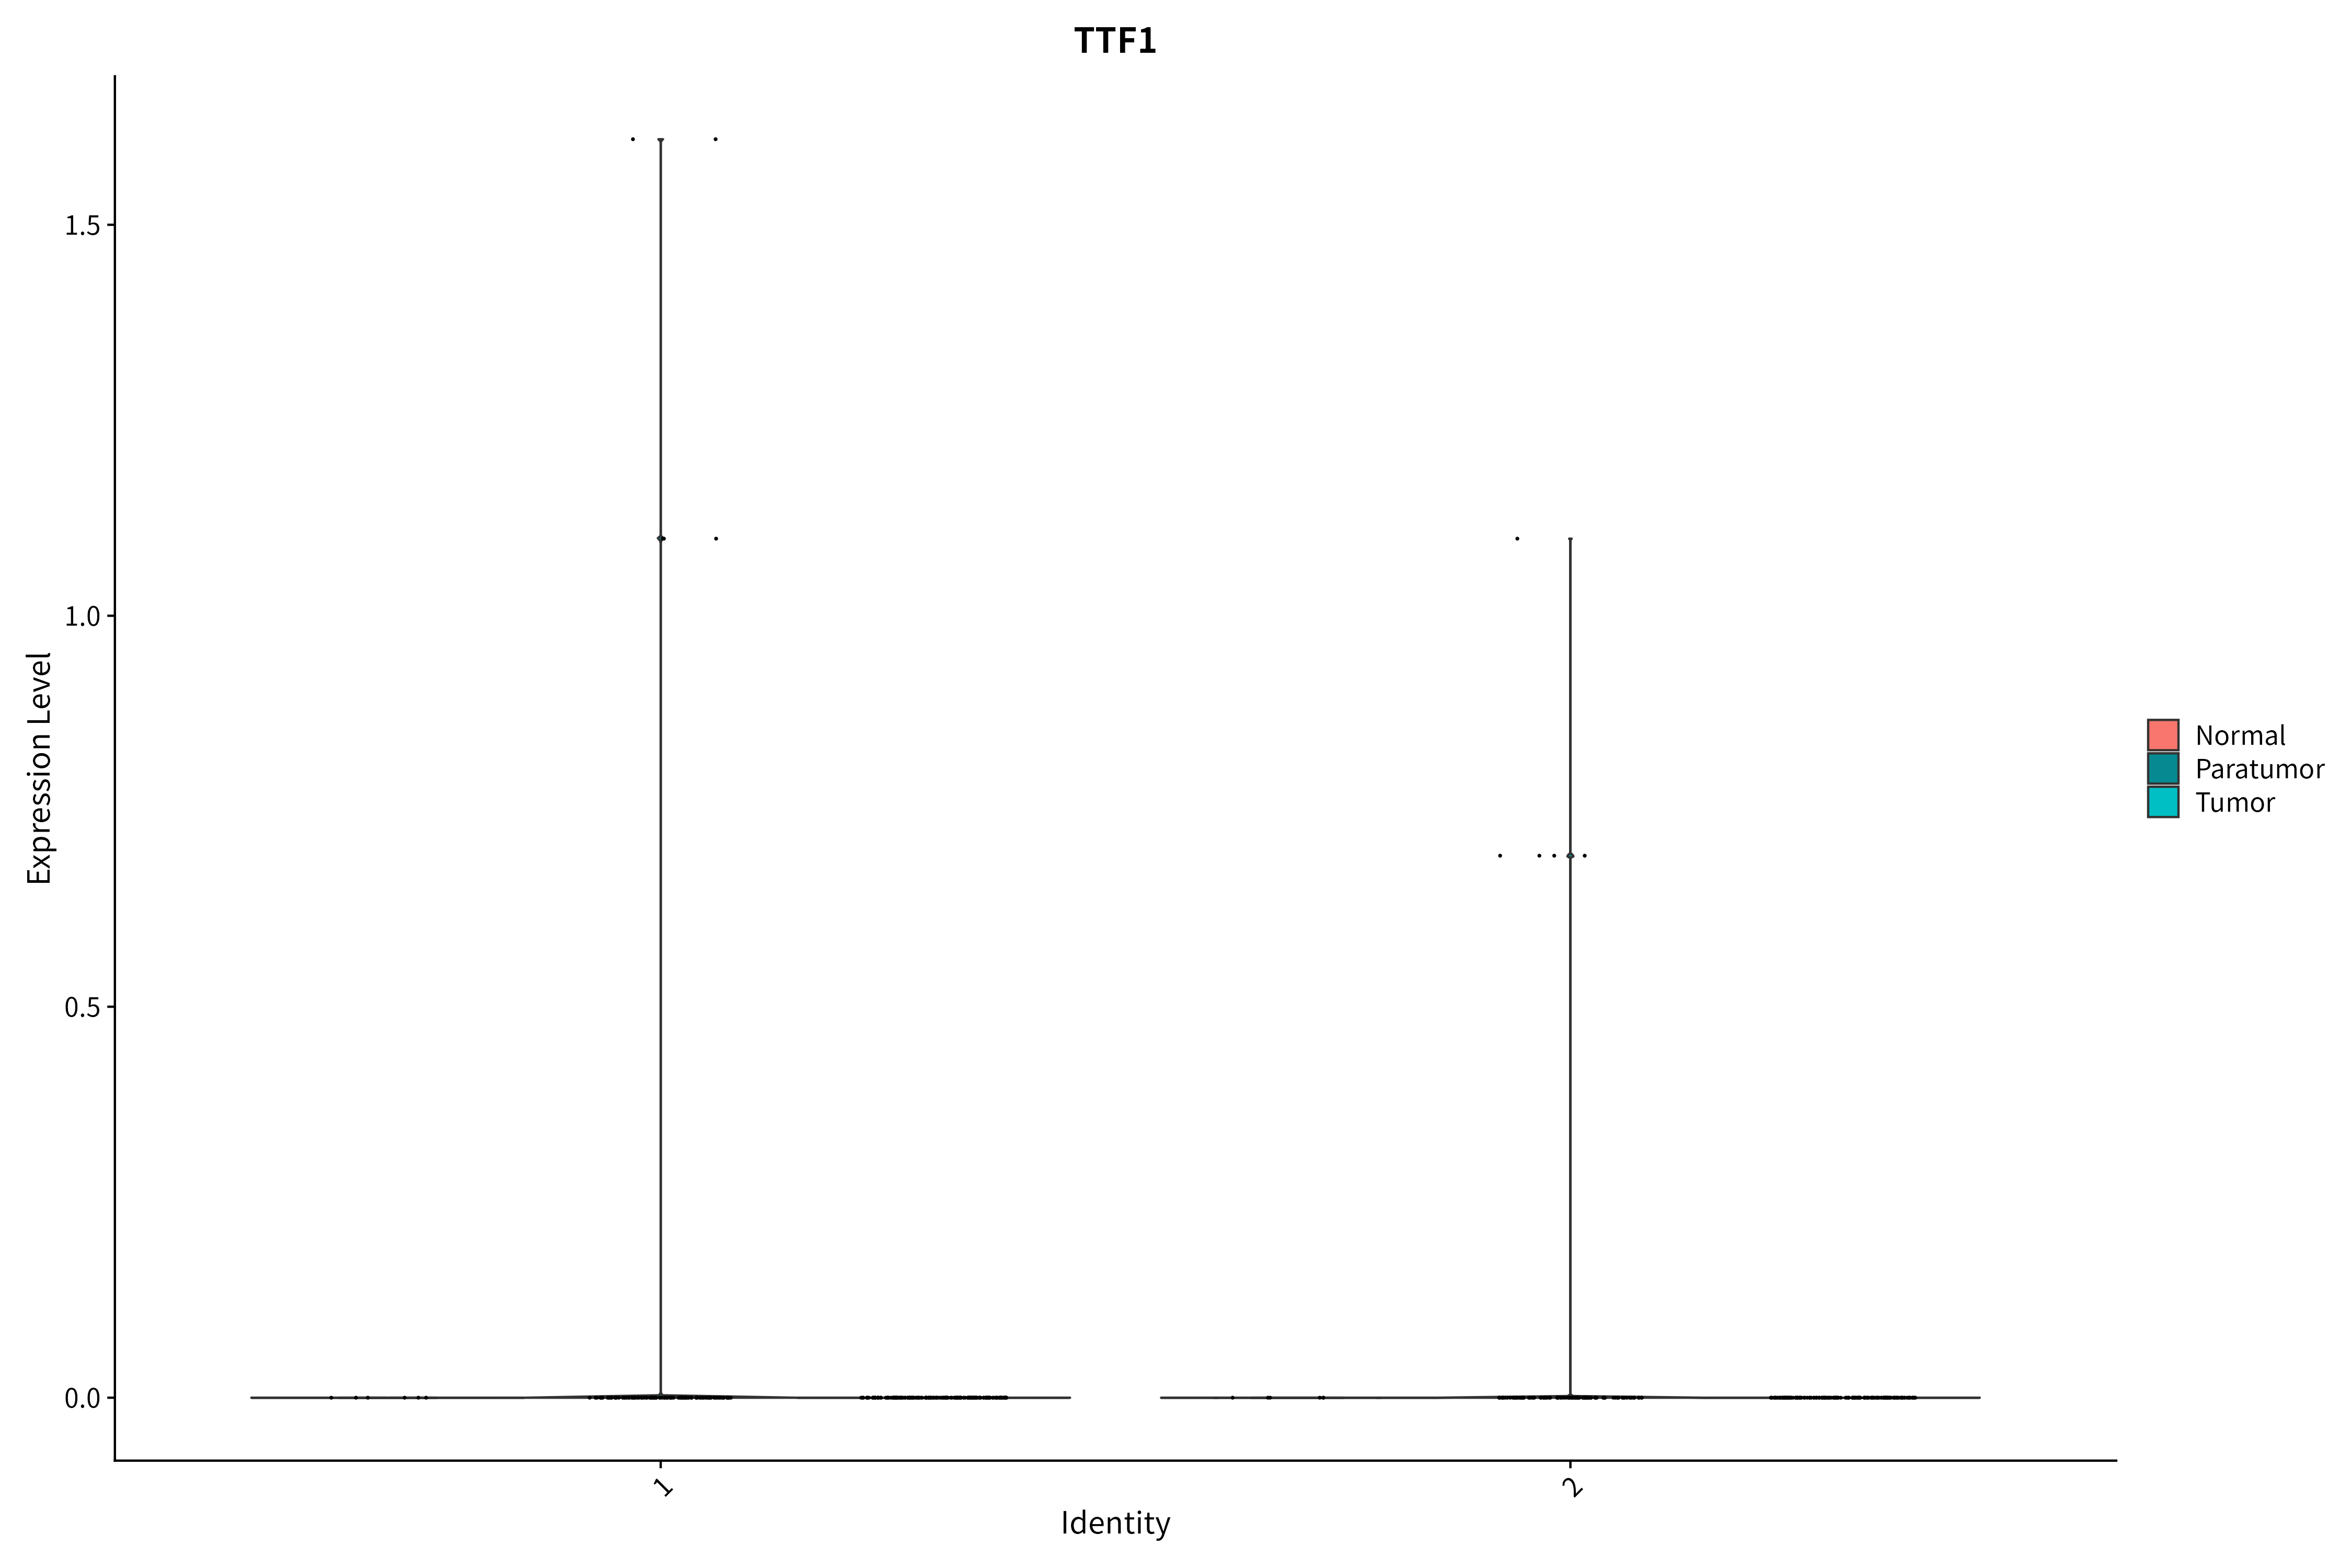 TTF1
Expression Level
1.5
1.0
0.5
0.0
1
2
Identity
Normal
Paratumor
Tumor